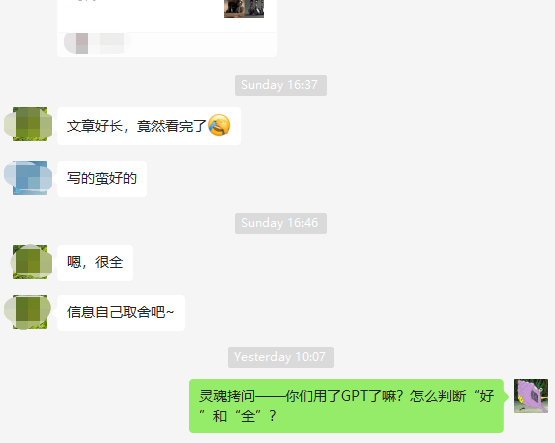 Sunday 16:37
文章好长，竟然看完了
写的蛮好的
Sunday 16:46
嗯，很全
信息自己取舍吧~
Yesterday 10:07
灵魂拷问——你们用了GPT了嘛？怎么判断“好
”和“全”？